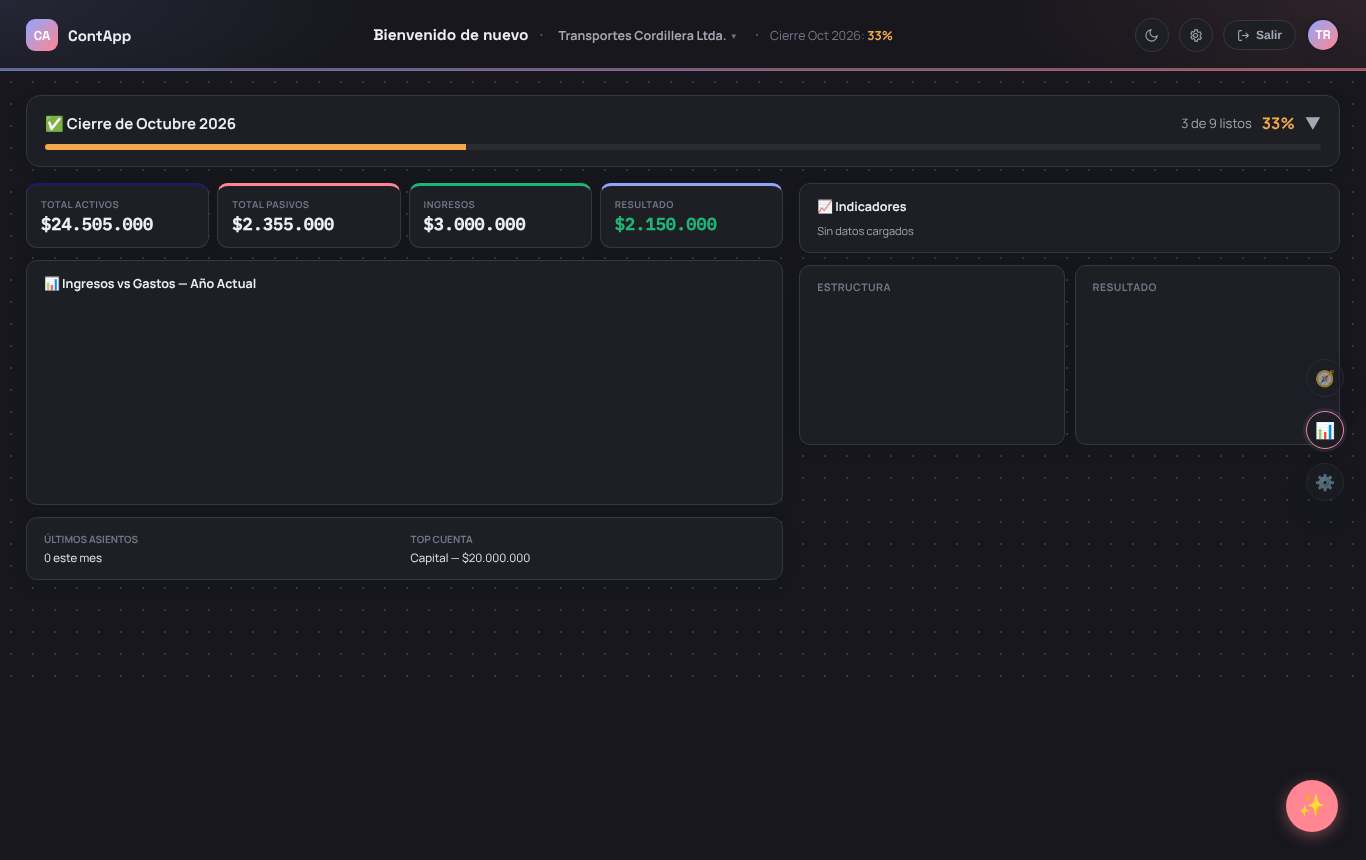 CA ContApp
Bienvenido de nuevo · Transportes Cordillera Ltda. ▾ · Cierre Oct 2026: 33%
Salir
TR
✅ Cierre de Octubre 2026
3 de 9 listos 33% ▼
TOTAL ACTIVOS
$24.505.000
TOTAL PASIVOS
$2.355.000
INGRESOS
$3.000.000
RESULTADO
$2.150.000
📈 Indicadores
Sin datos cargados
📊 Ingresos vs Gastos — Año Actual
ESTRUCTURA
RESULTADO
ÚLTIMOS ASIENTOS
0 este mes
TOP CUENTA
Capital — $20.000.000